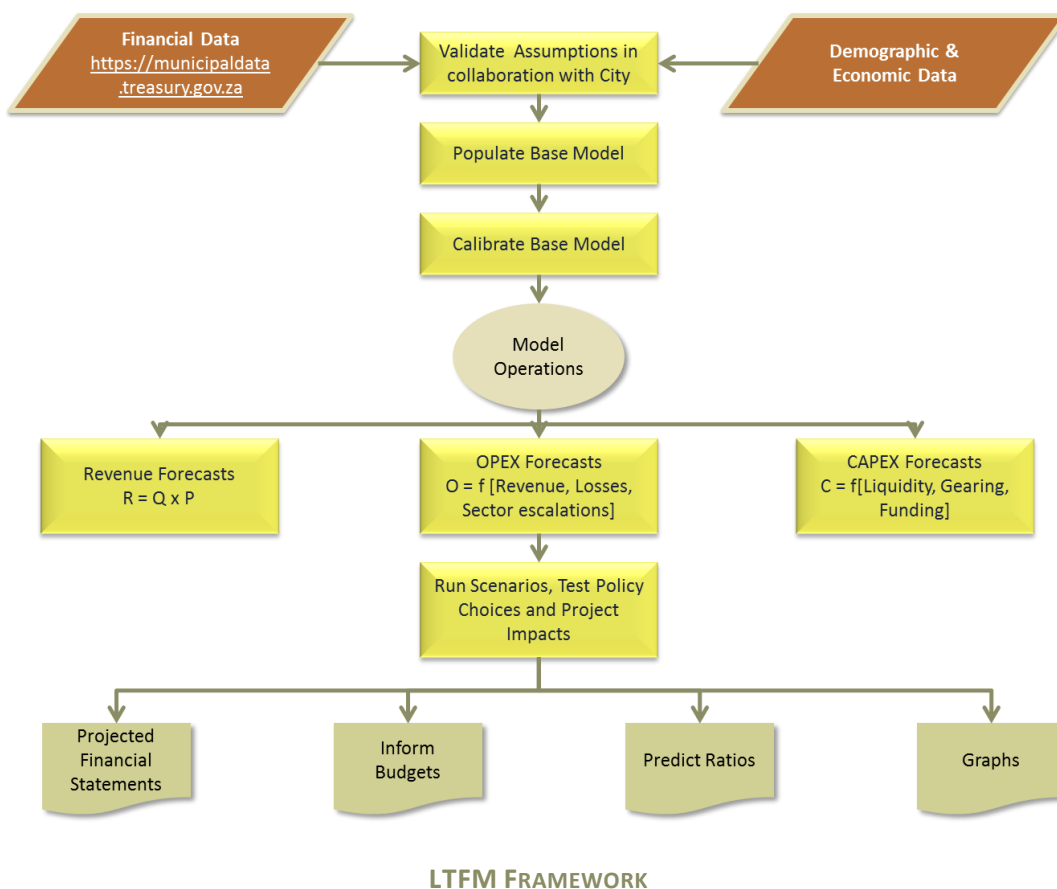 Financial Data
https://municipaldata
.treasury.gov.za
Validate Assumptions in
collaboration with City
Demographic &
Economic Data
Populate Base Model
Calibrate Base Model
Model
Operations
Revenue Forecasts
R = Q x P
OPEX Forecasts
O = f [Revenue, Losses,
Sector escalations]
CAPEX Forecasts
C = f[Liquidity, Gearing,
Funding]
Run Scenarios, Test Policy
Choices and Project
Impacts
Projected
Financial
Statements
Inform
Budgets
Predict Ratios
Graphs
LTFM FRAMEWORK